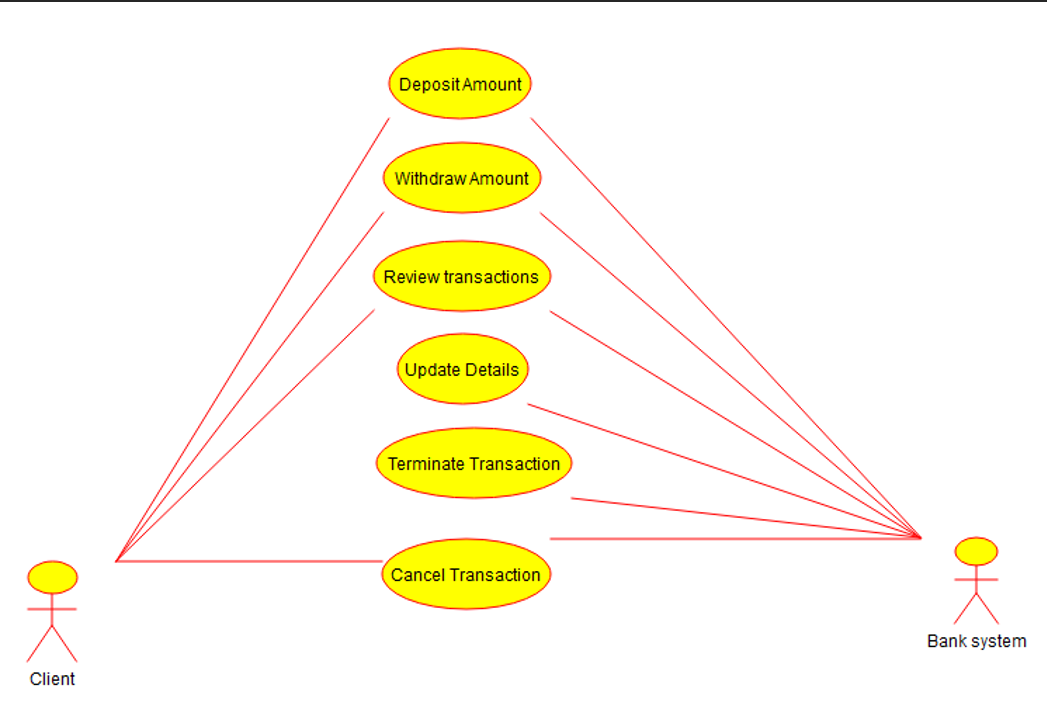 Deposit Amount
Withdraw Amount
Review transactions
Update Details
Terminate Transaction
Cancel Transaction
Client
Bank system